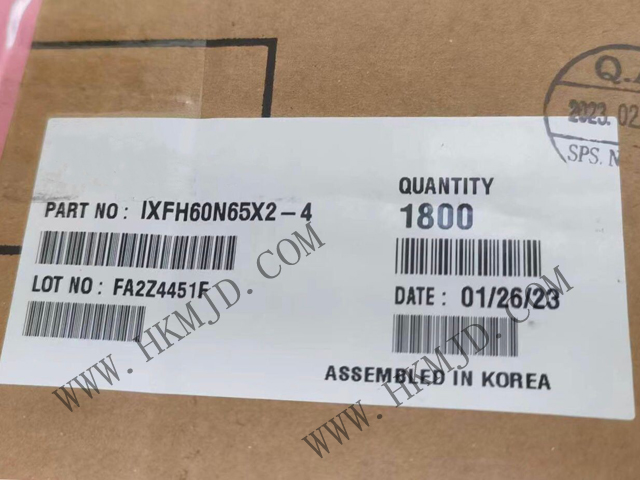 Q.
2023.02
SPS. N
QUANTITY
PART NO : IXFH60N65X2-4
1800
LOT NO : FA2Z4451F
DATE : 01/26/23
ASSEMBLED IN KOREA
WWW.HKMJD.COM
WWW.HKMJD.COM